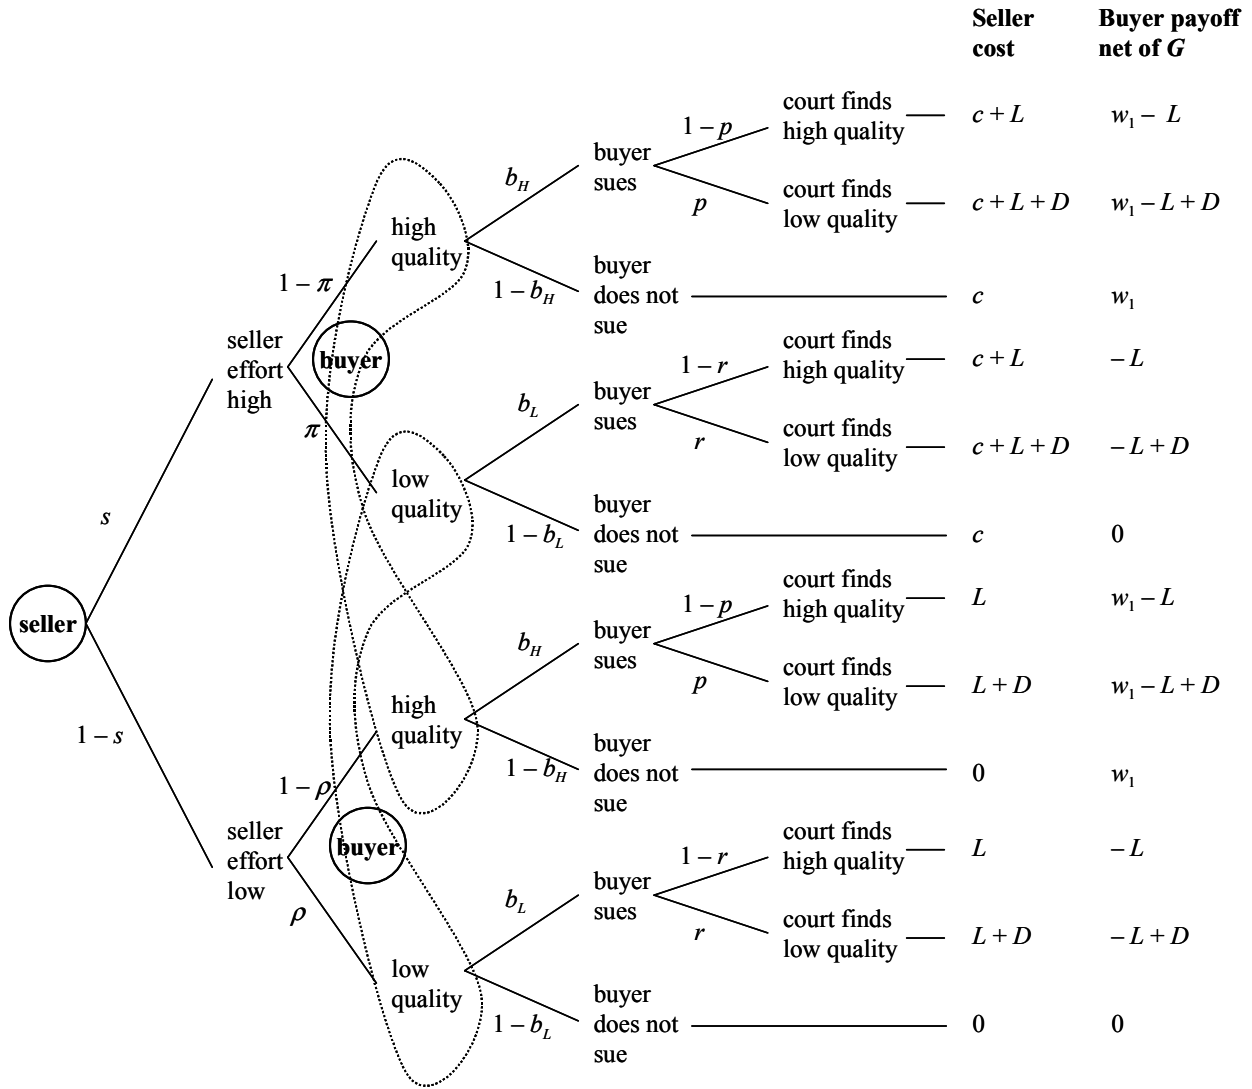 Seller cost
Buyer payoff net of G
seller
s
1 − s
seller effort high
seller effort low
1 − π
π
1 − ρ
ρ
buyer
buyer
high quality
low quality
high quality
low quality
b_H
1 − b_H
b_L
1 − b_L
b_H
1 − b_H
b_L
1 − b_L
buyer sues
1 − p
court finds high quality
c + L
w₁ − L
p
court finds low quality
c + L + D
w₁ − L + D
buyer does not sue
c
w₁
buyer sues
1 − r
court finds high quality
c + L
− L
r
court finds low quality
c + L + D
− L + D
buyer does not sue
c
0
buyer sues
1 − p
court finds high quality
L
w₁ − L
p
court finds low quality
L + D
w₁ − L + D
buyer does not sue
0
w₁
buyer sues
1 − r
court finds high quality
L
− L
r
court finds low quality
L + D
− L + D
buyer does not sue
0
0